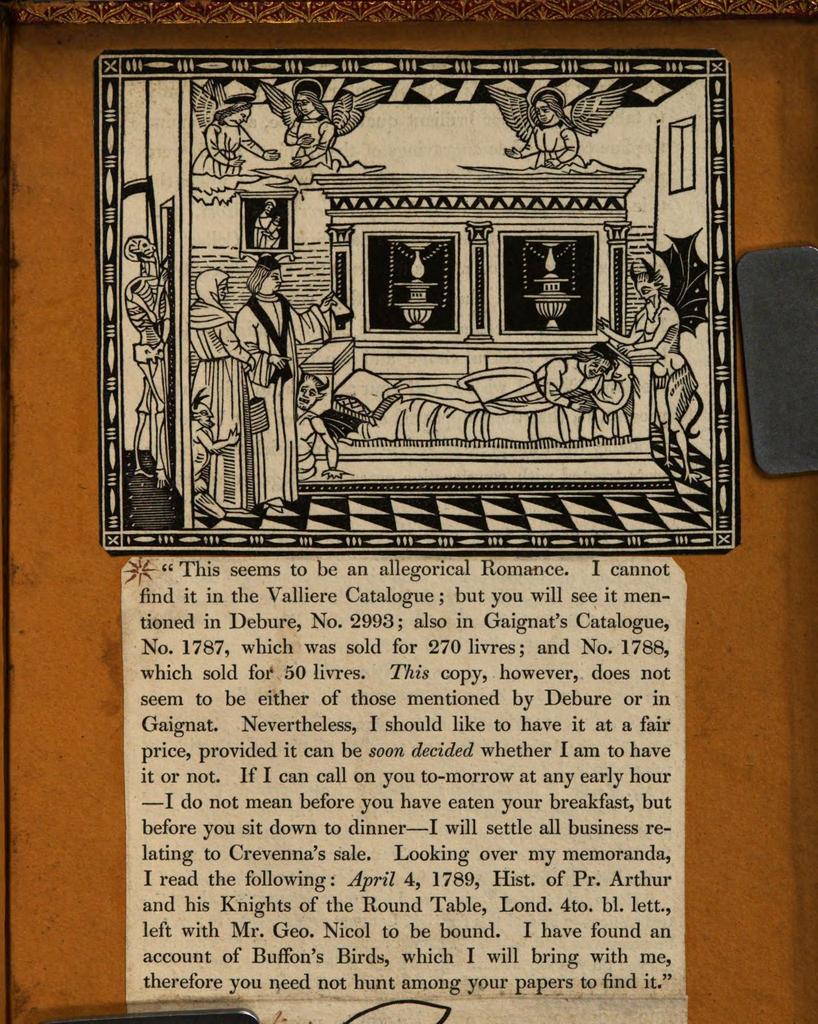 “ This seems to be an allegorical Romance. I cannot
find it in the Valliere Catalogue; but you will see it men-
tioned in Debure, No. 2993; also in Gaignat's Catalogue,
No. 1787, which was sold for 270 livres; and No. 1788,
which sold for 50 livres. This copy, however, does not
seem to be either of those mentioned by Debure or in
Gaignat. Nevertheless, I should like to have it at a fair
price, provided it can be soon decided whether I am to have
it or not. If I can call on you to-morrow at any early hour
—I do not mean before you have eaten your breakfast, but
before you sit down to dinner—I will settle all business re-
lating to Crevenna's sale. Looking over my memoranda,
I read the following: April 4, 1789, Hist. of Pr. Arthur
and his Knights of the Round Table, Lond. 4to. bl. lett.,
left with Mr. Geo. Nicol to be bound. I have found an
account of Buffon's Birds, which I will bring with me,
therefore you need not hunt among your papers to find it.”